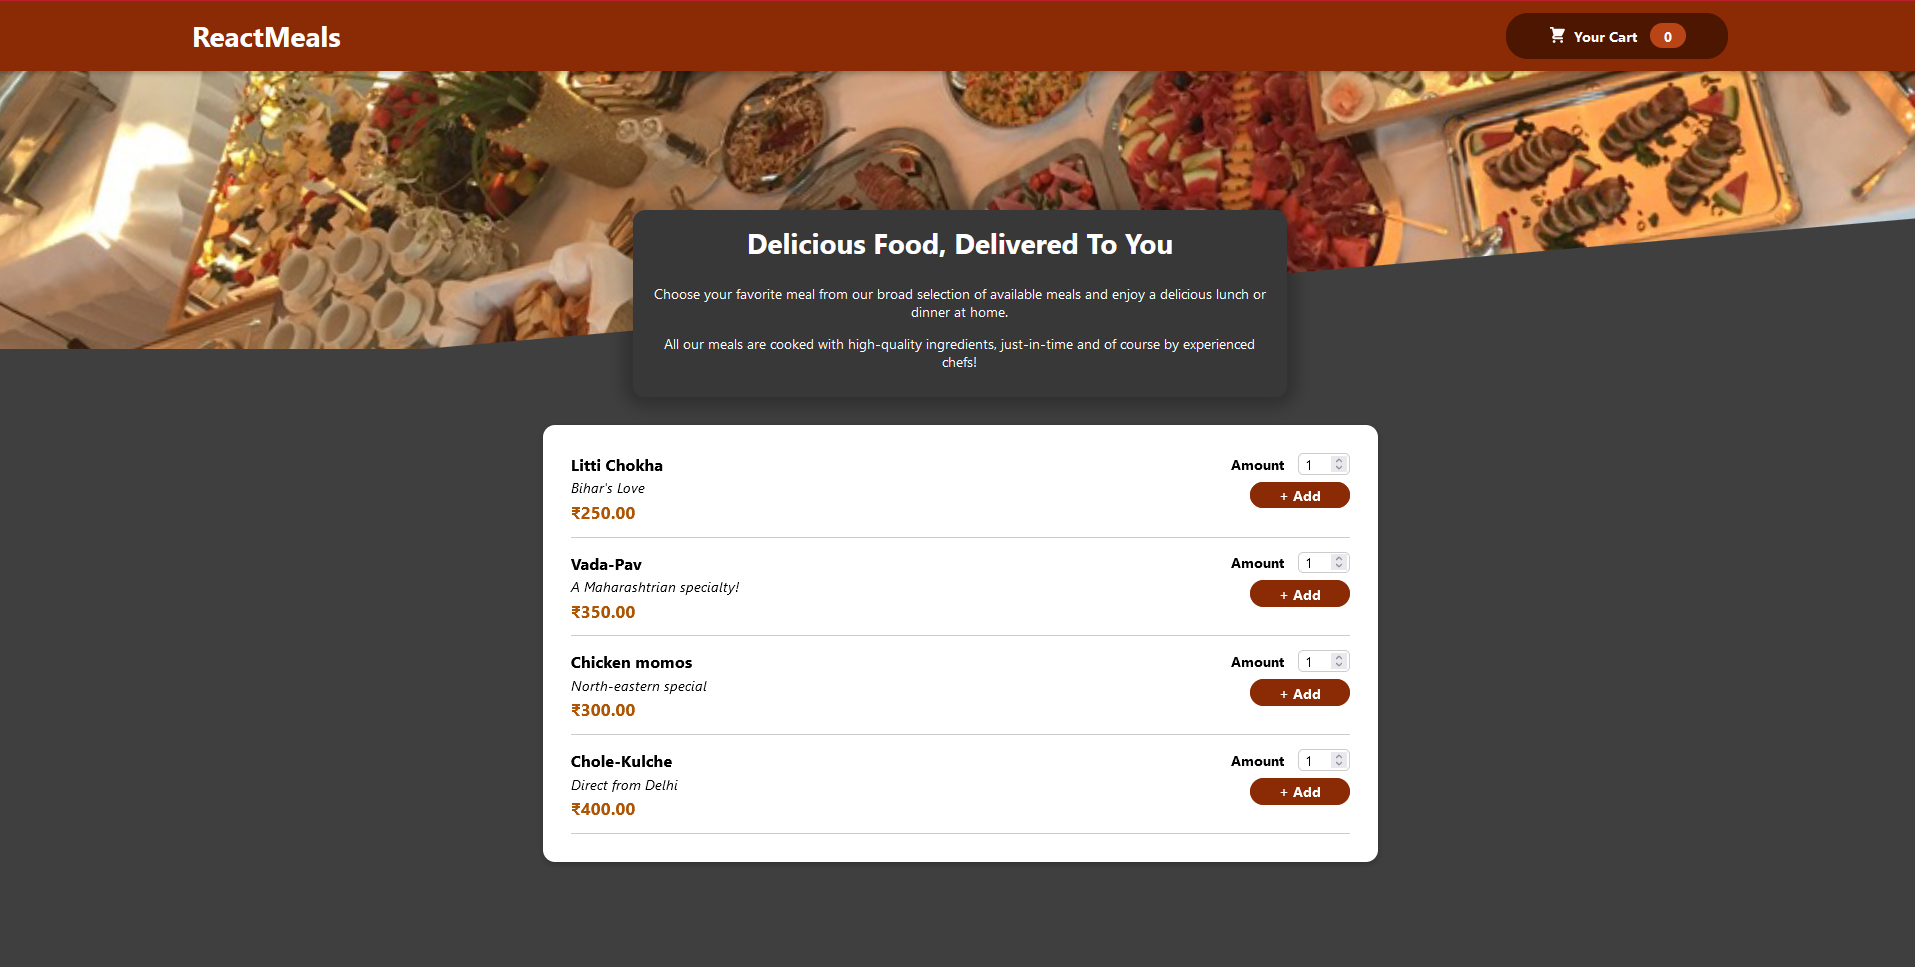 ReactMeals
Your Cart 0
Delicious Food, Delivered To You
Choose your favorite meal from our broad selection of available meals and enjoy a delicious lunch or
dinner at home.
All our meals are cooked with high-quality ingredients, just-in-time and of course by experienced
chefs!
Litti Chokha
Bihar's Love
₹250.00
Amount 1
+ Add
Vada-Pav
A Maharashtrian specialty!
₹350.00
Amount 1
+ Add
Chicken momos
North-eastern special
₹300.00
Amount 1
+ Add
Chole-Kulche
Direct from Delhi
₹400.00
Amount 1
+ Add